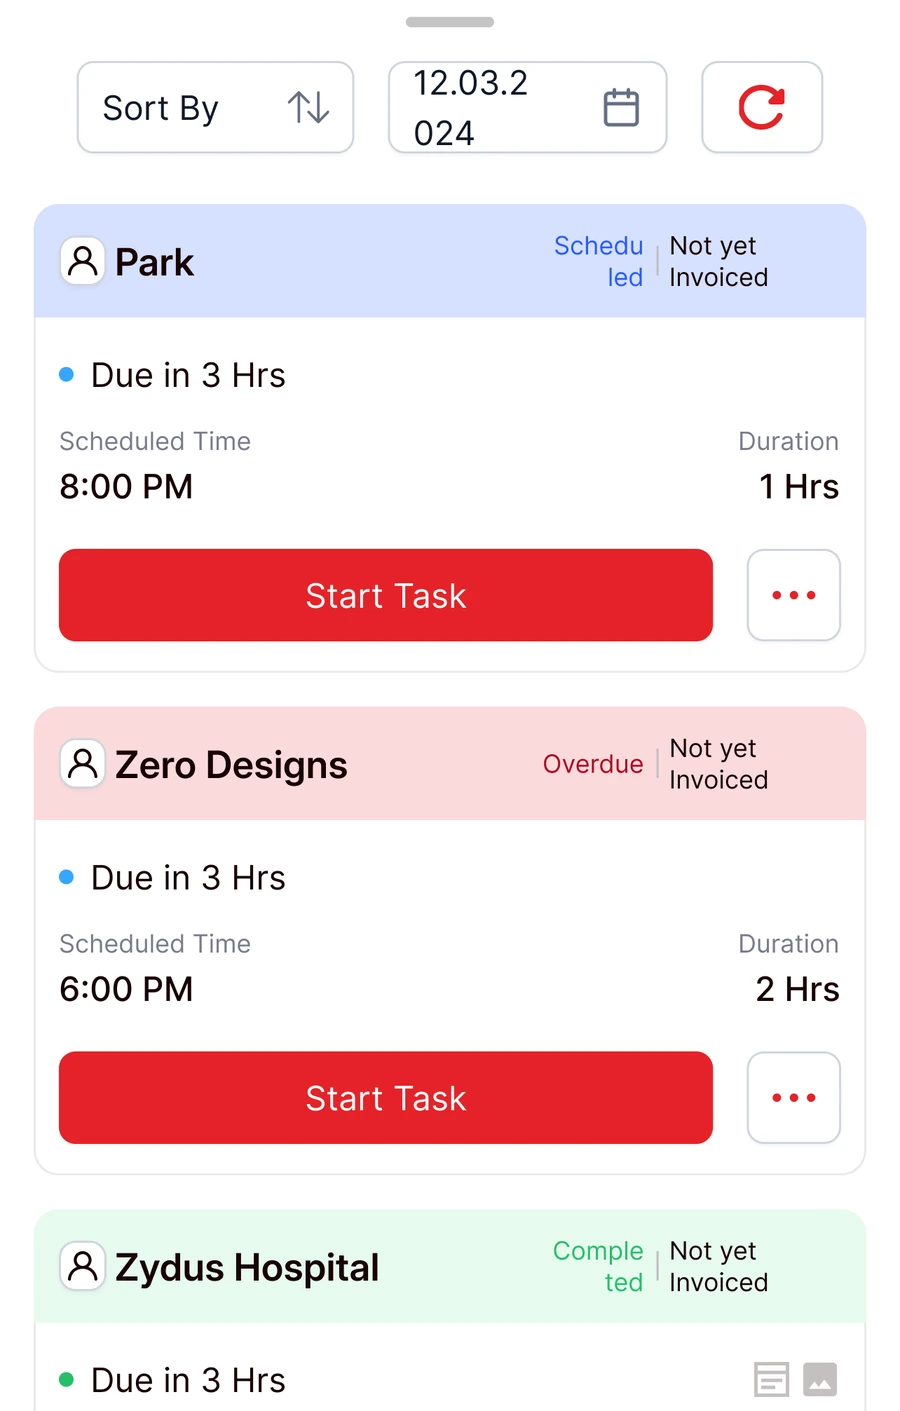 Sort By
12.03.2
024
Park
Schedu
led
Not yet
Invoiced
Due in 3 Hrs
Scheduled Time
Duration
8:00 PM
1 Hrs
Start Task
Zero Designs
Overdue
Not yet
Invoiced
Due in 3 Hrs
Scheduled Time
Duration
6:00 PM
2 Hrs
Start Task
Zydus Hospital
Comple
ted
Not yet
Invoiced
Due in 3 Hrs